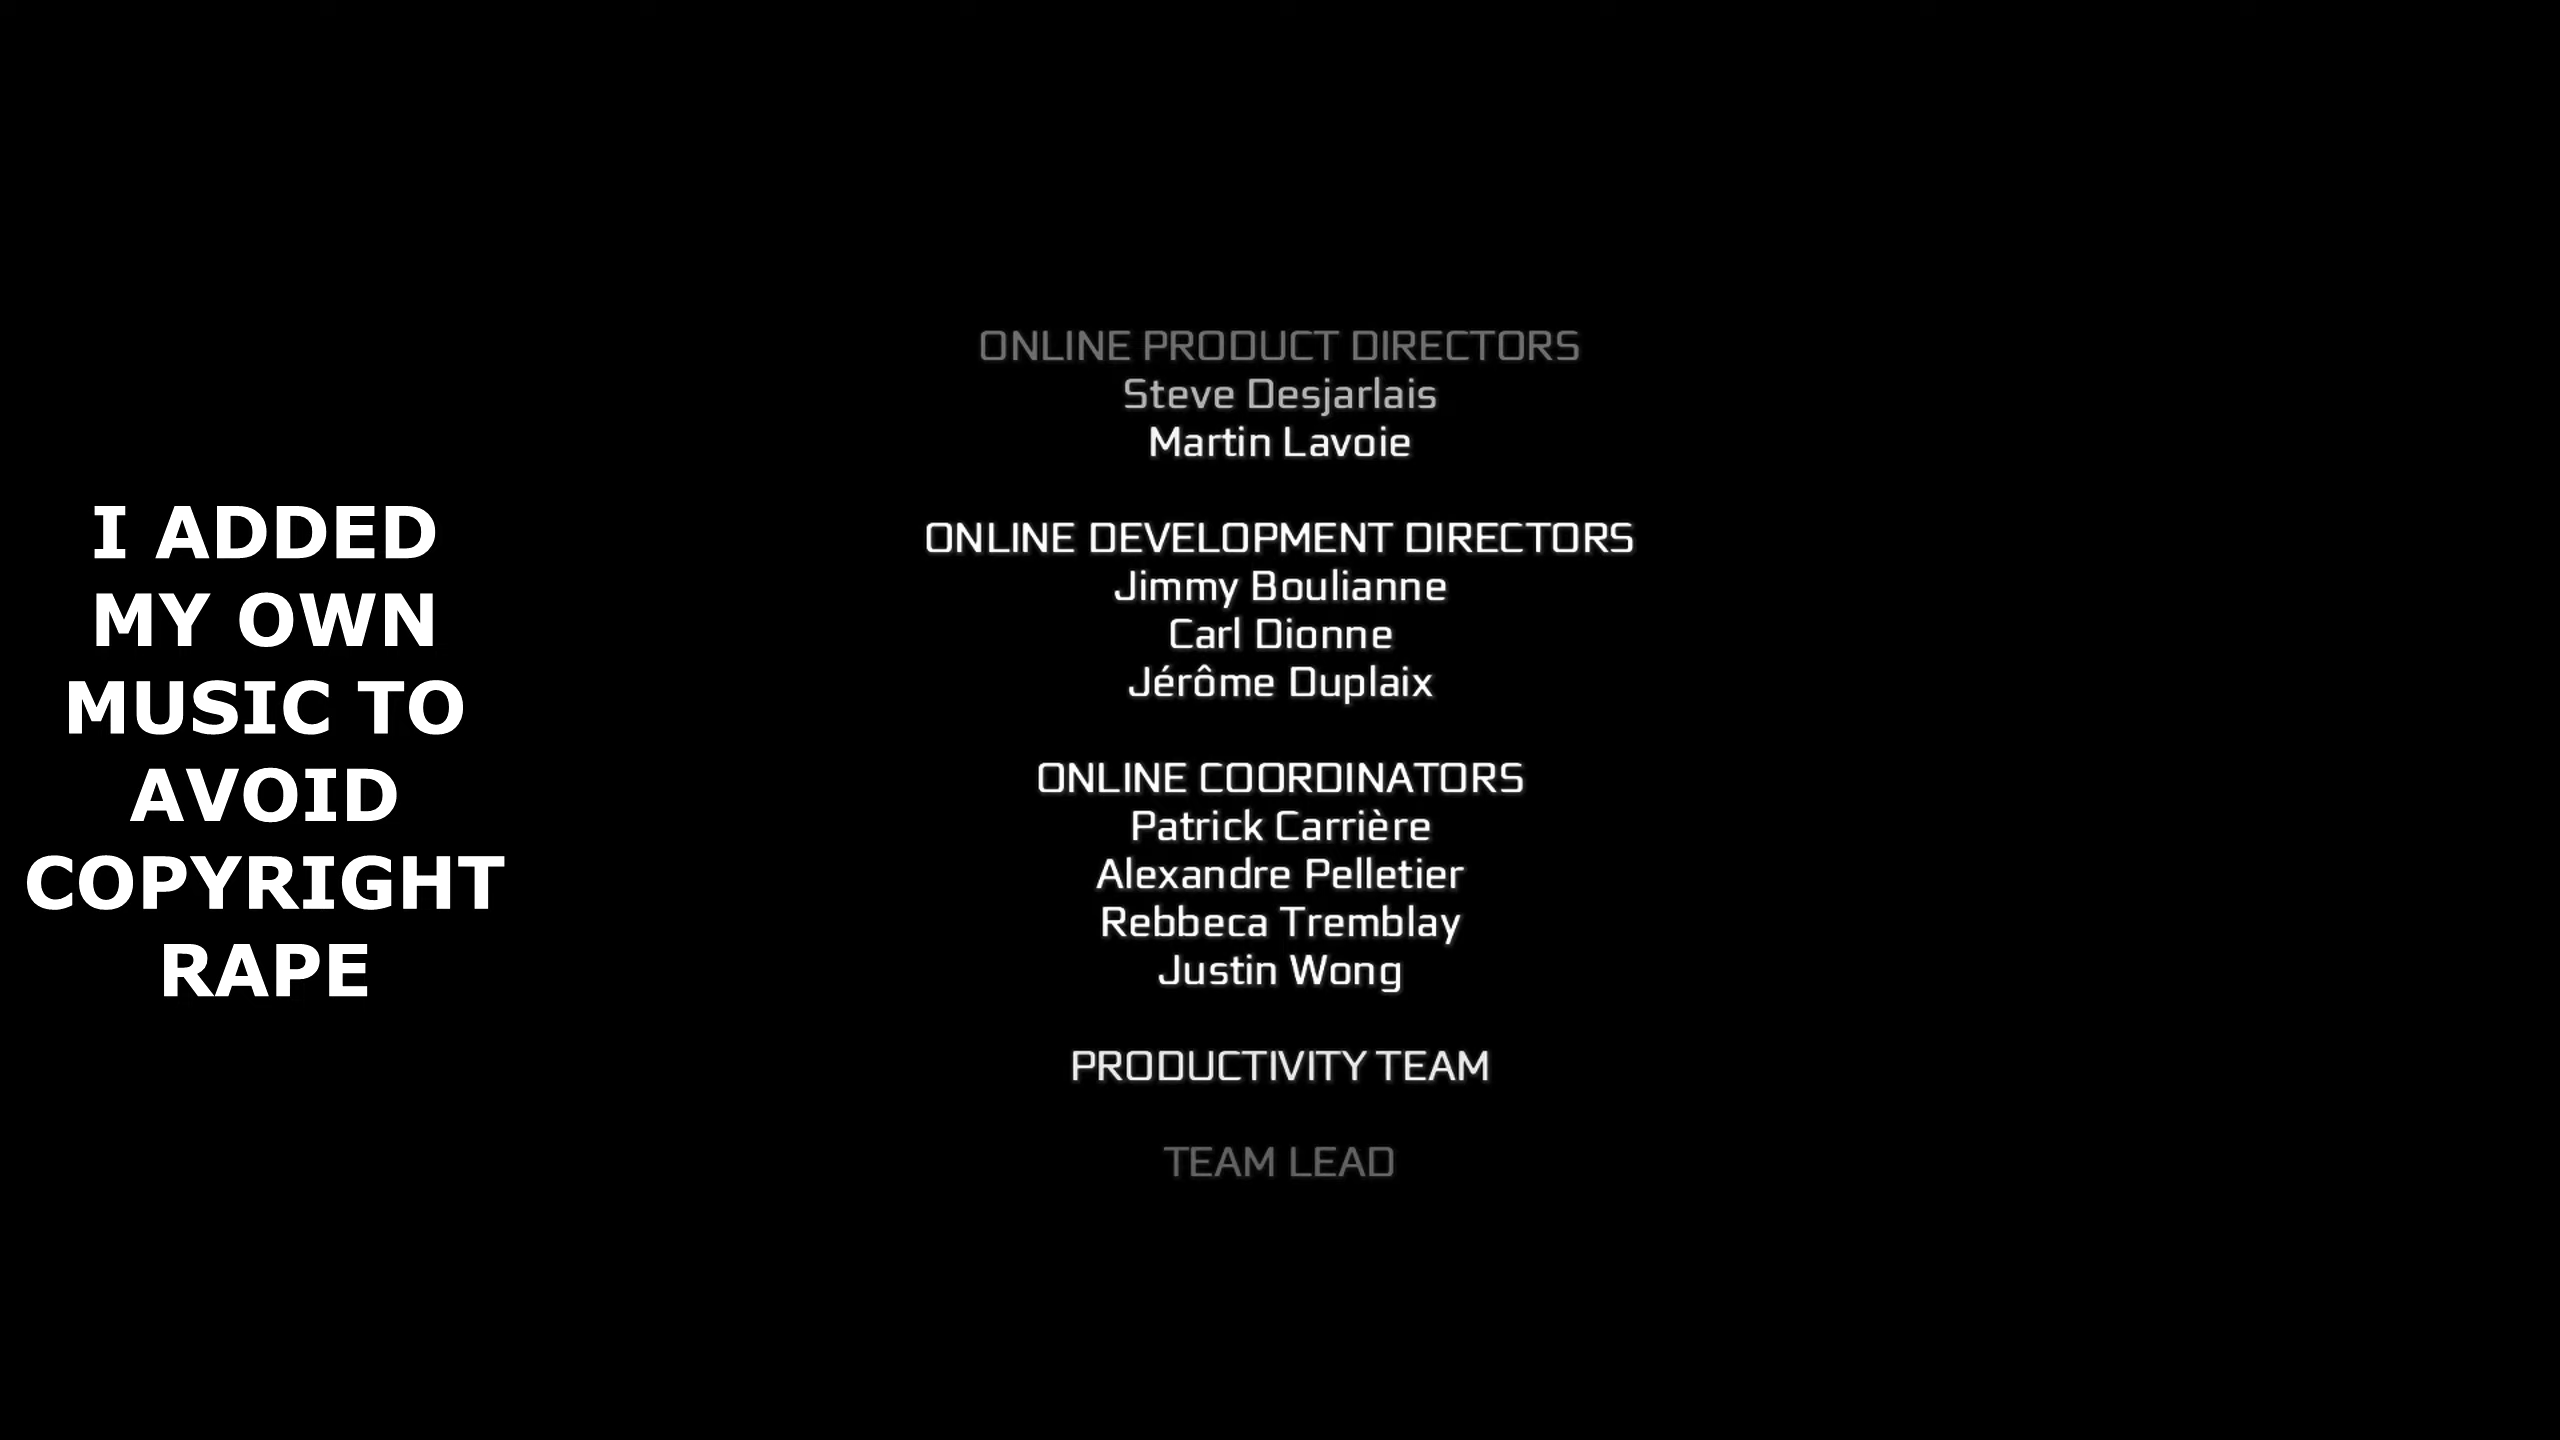 I ADDED
MY OWN
MUSIC TO
AVOID
COPYRIGHT
RAPE
ONLINE PRODUCT DIRECTORS
Steve Desjarlais
Martin Lavoie
ONLINE DEVELOPMENT DIRECTORS
Jimmy Boulianne
Carl Dionne
Jérôme Duplaix
ONLINE COORDINATORS
Patrick Carrière
Alexandre Pelletier
Rebbeca Tremblay
Justin Wong
PRODUCTIVITY TEAM
TEAM LEAD